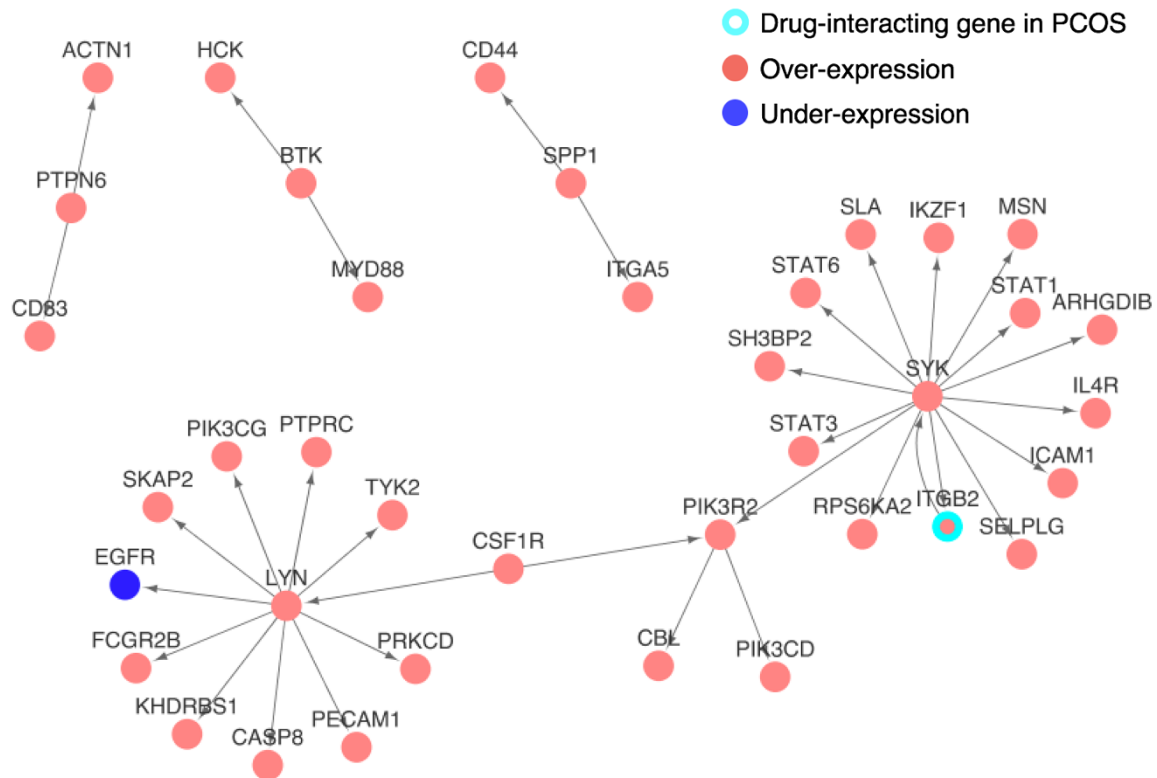 Drug-interacting gene in PCOS
Over-expression
Under-expression
ACTN1
HCK
CD44
PTPN6
BTK
SPP1
CD83
MYD88
ITGA5
SLA
IKZF1
MSN
STAT6
STAT1
ARHGDIB
SH3BP2
SYK
IL4R
STAT3
ICAM1
RPS6KA2
ITGB2
SELPLG
PIK3CG
PTPRC
SKAP2
TYK2
PIK3R2
CSF1R
EGFR
LYN
FCGR2B
PRKCD
CBL
PIK3CD
KHDRBS1
CASP8
PECAM1